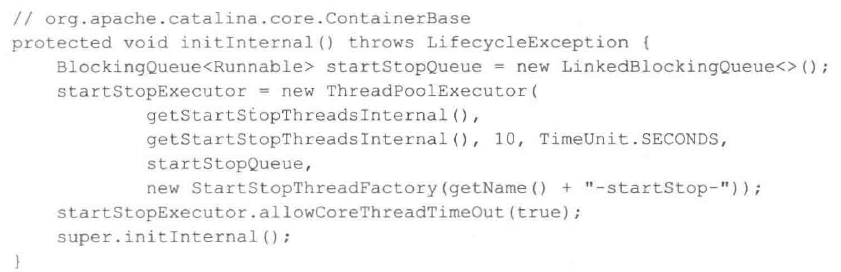 // org.apache.catalina.core.ContainerBase
protected void initInternal() throws LifecycleException {
    BlockingQueue<Runnable> startStopQueue = new LinkedBlockingQueue<>();
    startStopExecutor = new ThreadPoolExecutor(
            getStartStopThreadsInternal(),
            getStartStopThreadsInternal(), 10, TimeUnit.SECONDS,
            startStopQueue,
            new StartStopThreadFactory(getName() + "-startStop-"));
    startStopExecutor.allowCoreThreadTimeOut(true);
    super.initInternal();
}